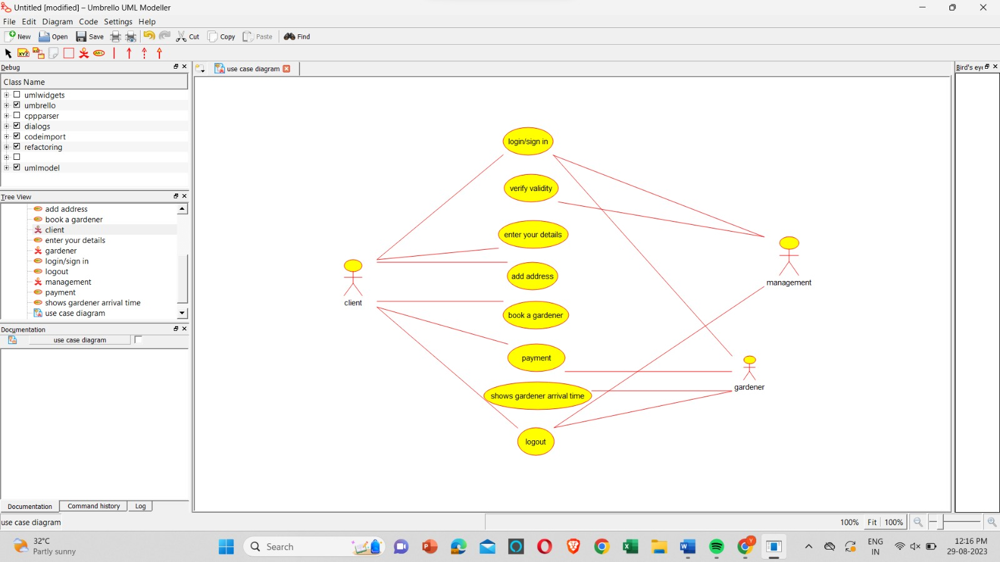 Untitled [modified] – Umbrello UML Modeller
File Edit Diagram Code Settings Help
New Open Save Cut Copy Paste Find
XYZ ABC
Debug
Class Name
umlwidgets
umbrello
cppparser
dialogs
codeimport
refactoring
umlmodel
Tree View
add address
book a gardener
client
enter your details
gardener
login/sign in
logout
management
payment
shows gardener arrival time
use case diagram
Documentation
use case diagram
Documentation Command history Log
use case diagram
use case diagram
Bird's eye
login/sign in
verify validity
enter your details
add address
book a gardener
payment
shows gardener arrival time
logout
client
management
gardener
100% Fit 100%
32°C
Partly sunny
Search
ENG
IN
12:16 PM
29-08-2023